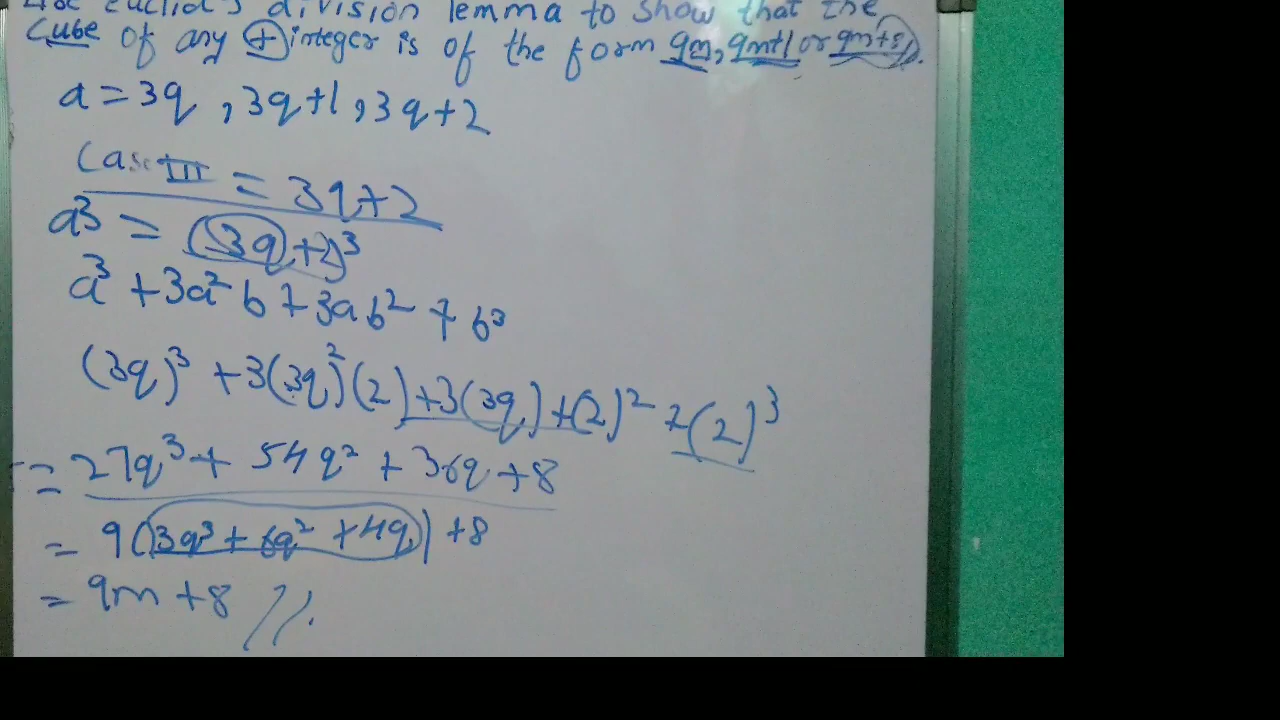 Use Euclid's division lemma to show that the
Cube of any (+) integer is of the form 9m, 9m+1 or 9m+8).
a = 3q, 3q+1, 3q+2
Case III = 3q+2
a³ = (3q+2)³
a³ + 3a²b + 3ab² + b³
(3q)³ + 3(3q)²(2) + 3(3q) + (2)² + (2)³
= 27q³ + 54q² + 36q + 8
= 9(3q³ + 6q² + 4q) + 8
= 9m + 8 //.